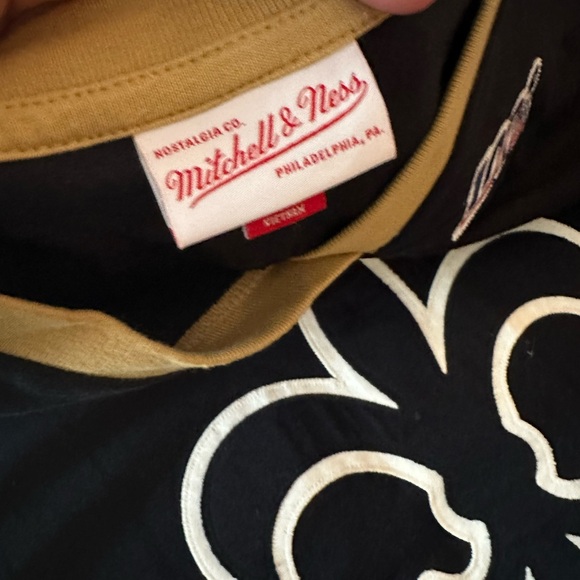 NOSTALGIA CO.
Mitchell & Ness
PHILADELPHIA, PA.
VIETNAM